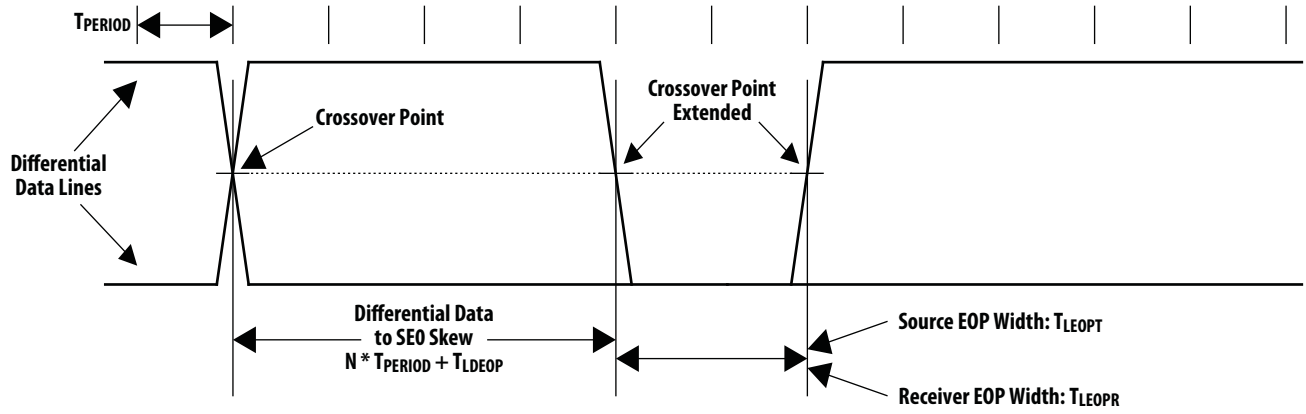 TPERIOD
Crossover Point
Crossover Point
Extended
Differential
Data Lines
Differential Data
to SE0 Skew
N * TPERIOD + TLDEOP
Source EOP Width: TLEOPT
Receiver EOP Width: TLEOPR